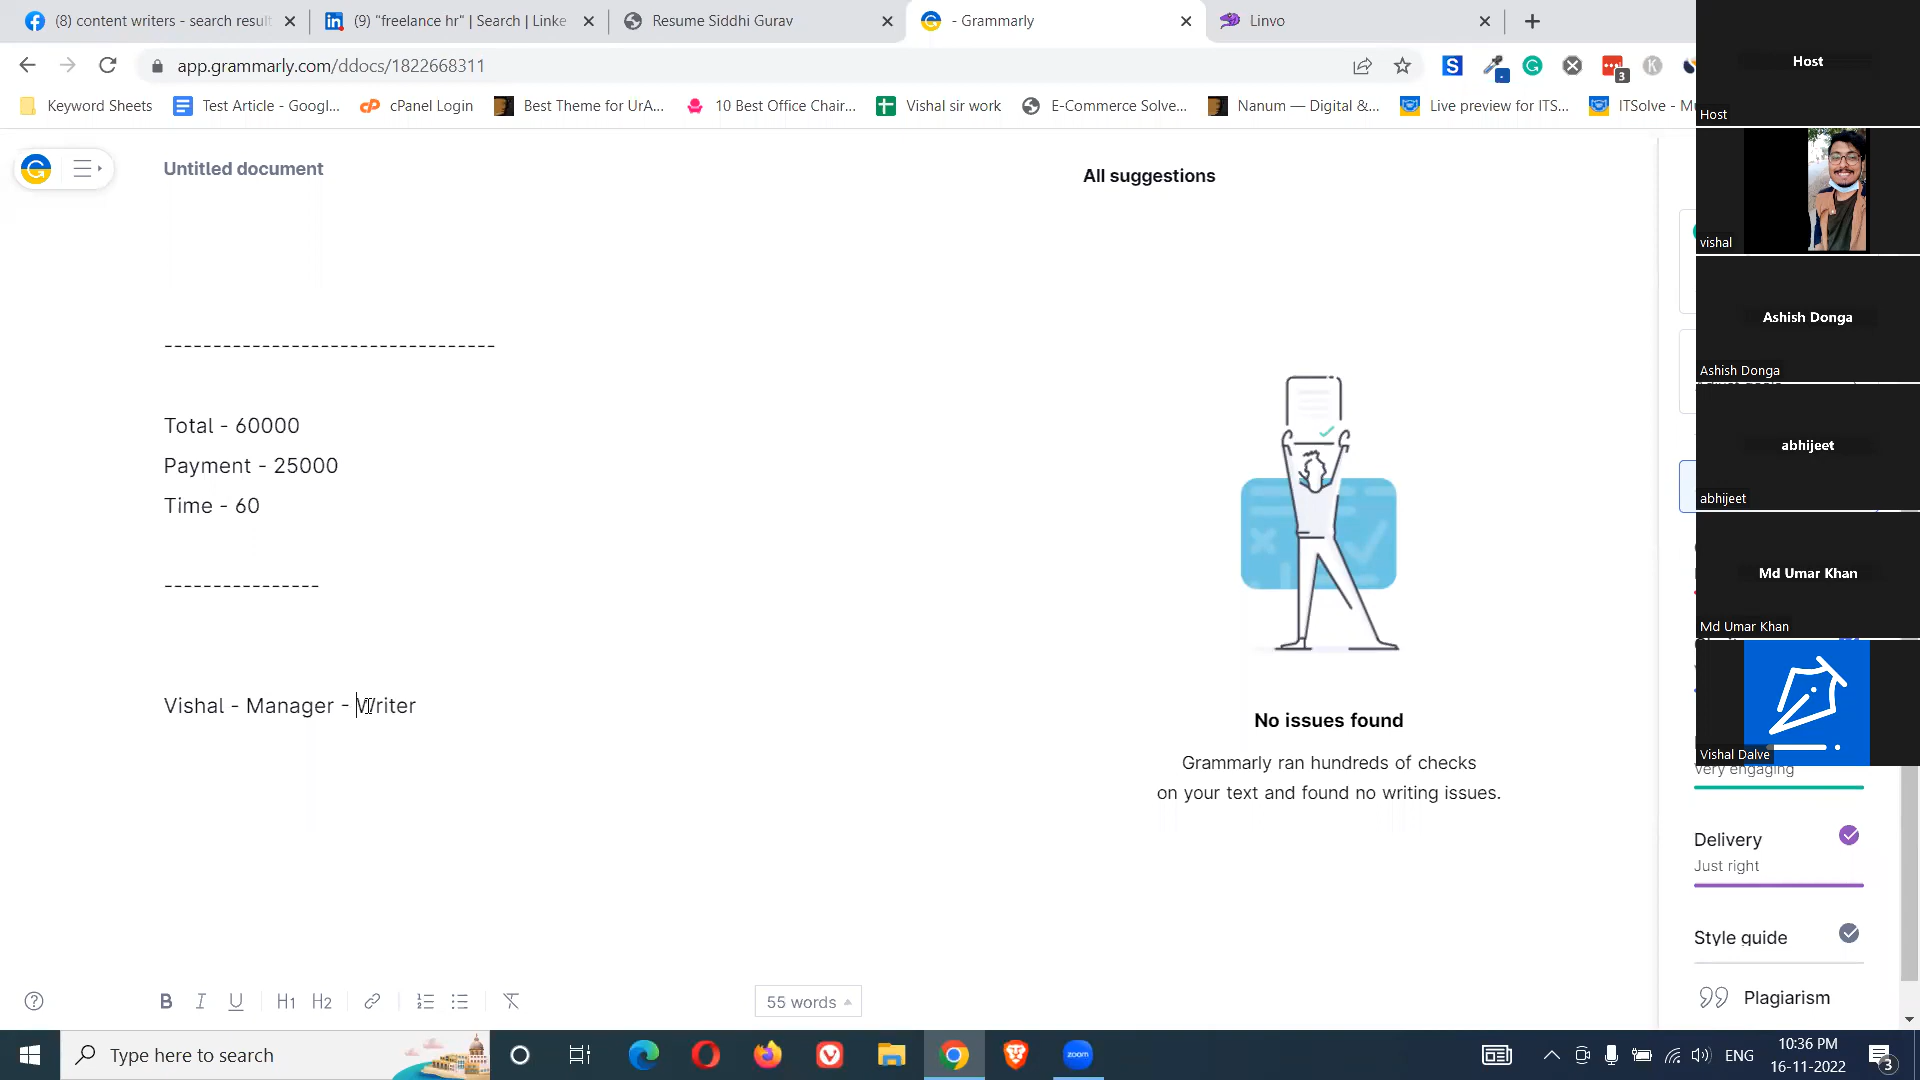 (8) content writers - search result
(9) "freelance hr" | Search | Linke
Resume Siddhi Gurav
- Grammarly
Linvo
app.grammarly.com/ddocs/1822668311
Keyword Sheets
Test Article - Googl...
cPanel Login
Best Theme for UrA...
10 Best Office Chair...
Vishal sir work
E-Commerce Solve...
Nanum — Digital &...
Live preview for ITS...
ITSolve - Mu
Untitled document
All suggestions
---------------------------------
Total - 60000
Payment - 25000
Time - 60
----------------
Vishal - Manager - Writer
No issues found
Grammarly ran hundreds of checks
on your text and found no writing issues.
Host
Host
vishal
Ashish Donga
Ashish Donga
abhijeet
abhijeet
Md Umar Khan
Md Umar Khan
Vishal Dalve
Very engaging
Delivery
Just right
Style guide
Plagiarism
B I U H1 H2
55 words
Type here to search
zoom
ENG
10:36 PM
16-11-2022
3